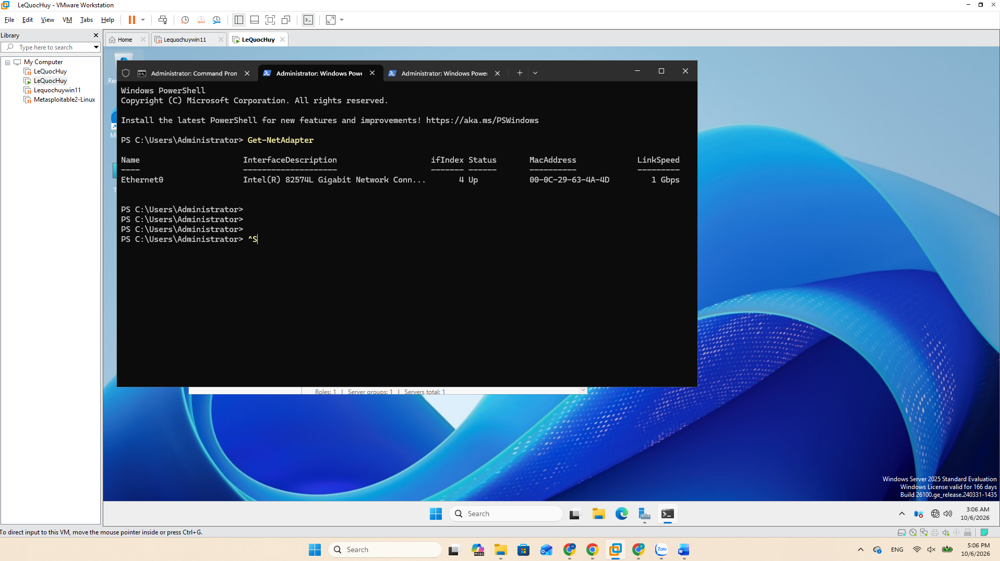 LeQuocHuy - VMware Workstation
File Edit View VM Tabs Help
Library
Type here to search
My Computer
LeQuocHuy
LeQuocHuy
Lequochuywin11
Metasploitable2-Linux
Home
Lequochuywin11
LeQuocHuy
Administrator: Command Pron
Administrator: Windows Powe
Administrator: Windows Power
Windows PowerShell
Copyright (C) Microsoft Corporation. All rights reserved.
Install the latest PowerShell for new features and improvements! https://aka.ms/PSWindows
PS C:\Users\Administrator> Get-NetAdapter
Name InterfaceDescription ifIndex Status MacAddress LinkSpeed
---- -------------------- ------- ------ ---------- ---------
Ethernet0 Intel(R) 82574L Gigabit Network Conn... 4 Up 00-0C-29-63-4A-4D 1 Gbps
PS C:\Users\Administrator>
PS C:\Users\Administrator>
PS C:\Users\Administrator>
PS C:\Users\Administrator> ^S
Roles: 1 | Server groups: 1 | Servers total: 1
Windows Server 2025 Standard Evaluation
Windows License valid for 166 days
Build 26100.ge_release.240331-1435
Search
3:06 AM
10/6/2026
To direct input to this VM, move the mouse pointer inside or press Ctrl+G.
Search
M365
Zalo
ENG
5:06 PM
10/6/2026